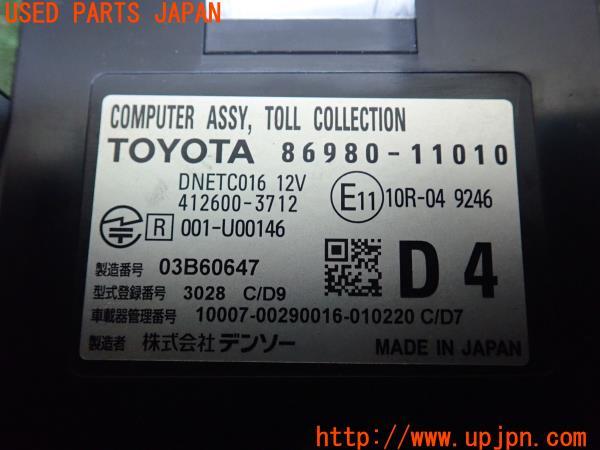 USED PARTS JAPAN
COMPUTER ASSY, TOLL COLLECTION
TOYOTA 86980-11010
DNETC016 12V
412600-3712
E11 10R-04 9246
R 001-U00146
製造番号 03B60647
D4
型式登録番号 3028 C/D9
車載器管理番号 10007-00290016-010220 C/D7
製造者 株式会社デンソー
MADE IN JAPAN
http://www.upjpn.com